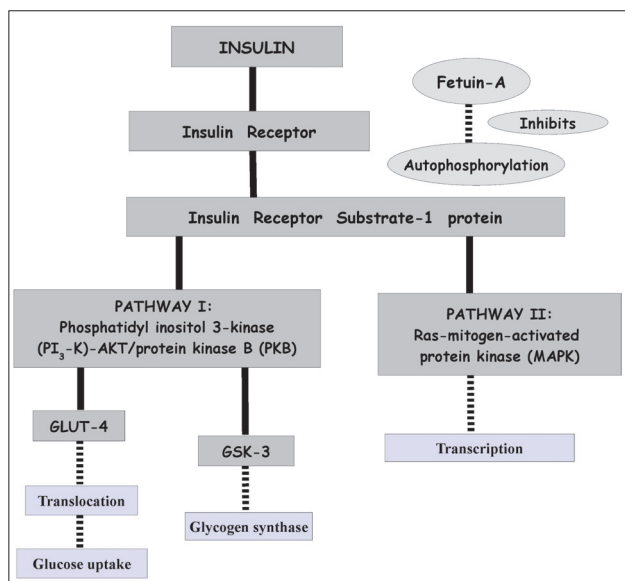 INSULIN
Fetuin-A
Inhibits
Insulin Receptor
Autophosphorylation
Insulin Receptor Substrate-1 protein
PATHWAY I:
Phosphatidyl inositol 3-kinase
(PI₃-K)-AKT/protein kinase B (PKB)
PATHWAY II:
Ras-mitogen-activated
protein kinase (MAPK)
GLUT-4
GSK-3
Transcription
Translocation
Glycogen synthase
Glucose uptake